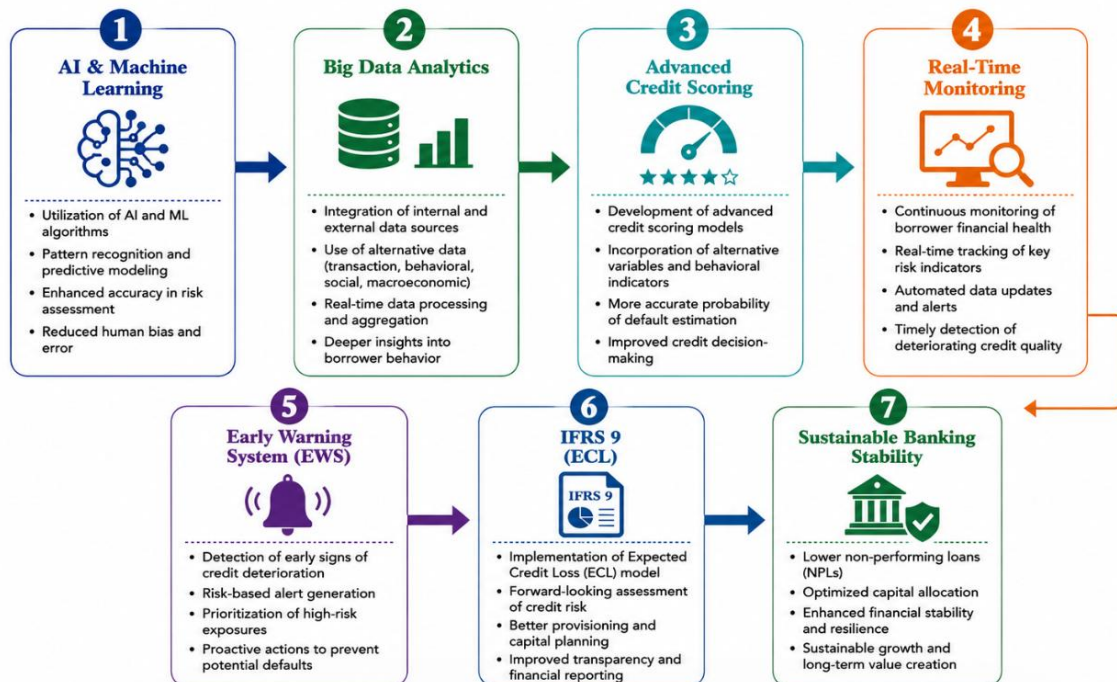 1
AI & Machine
Learning
• Utilization of AI and ML
algorithms
• Pattern recognition and
predictive modeling
• Enhanced accuracy in risk
assessment
• Reduced human bias and
error
2
Big Data Analytics
• Integration of internal and
external data sources
• Use of alternative data
(transaction, behavioral,
social, macroeconomic)
• Real-time data processing
and aggregation
• Deeper insights into
borrower behavior
3
Advanced
Credit Scoring
• Development of advanced
credit scoring models
• Incorporation of alternative
variables and behavioral
indicators
• More accurate probability
of default estimation
• Improved credit decision-
making
4
Real-Time
Monitoring
• Continuous monitoring of
borrower financial health
• Real-time tracking of key
risk indicators
• Automated data updates
and alerts
• Timely detection of
deteriorating credit quality
5
Early Warning
System (EWS)
• Detection of early signs of
credit deterioration
• Risk-based alert generation
• Prioritization of high-risk
exposures
• Proactive actions to prevent
potential defaults
6
IFRS 9
(ECL)
IFRS 9
• Implementation of Expected
Credit Loss (ECL) model
• Forward-looking assessment
of credit risk
• Better provisioning and
capital planning
• Improved transparency and
financial reporting
7
Sustainable Banking
Stability
• Lower non-performing loans
(NPLs)
• Optimized capital allocation
• Enhanced financial stability
and resilience
• Sustainable growth and
long-term value creation